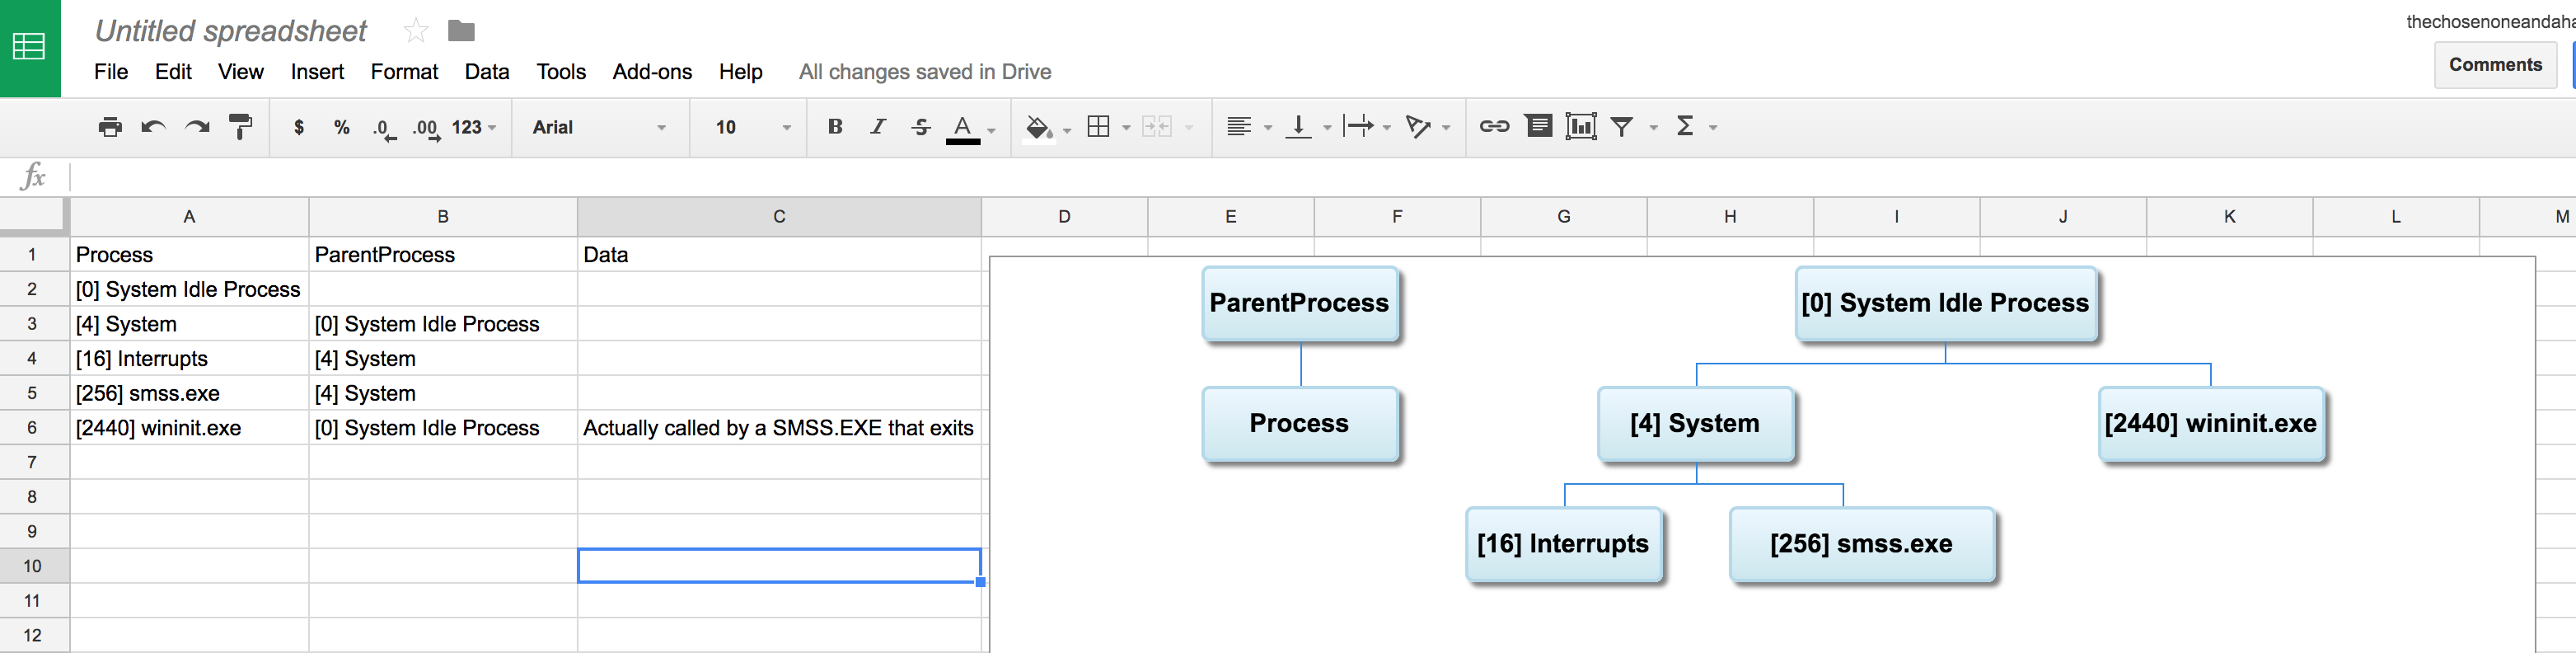 Untitled spreadsheet
thechosenoneandaha
File Edit View Insert Format Data Tools Add-ons Help All changes saved in Drive
Comments
$ % .0 .00 123 Arial 10 B I S A Σ
fx
A B C D E F G H I J K L M
1 Process ParentProcess Data
2 [0] System Idle Process
3 [4] System [0] System Idle Process
4 [16] Interrupts [4] System
5 [256] smss.exe [4] System
6 [2440] wininit.exe [0] System Idle Process Actually called by a SMSS.EXE that exits
7
8
9
10
11
12
ParentProcess [0] System Idle Process
Process [4] System [2440] wininit.exe
[16] Interrupts [256] smss.exe